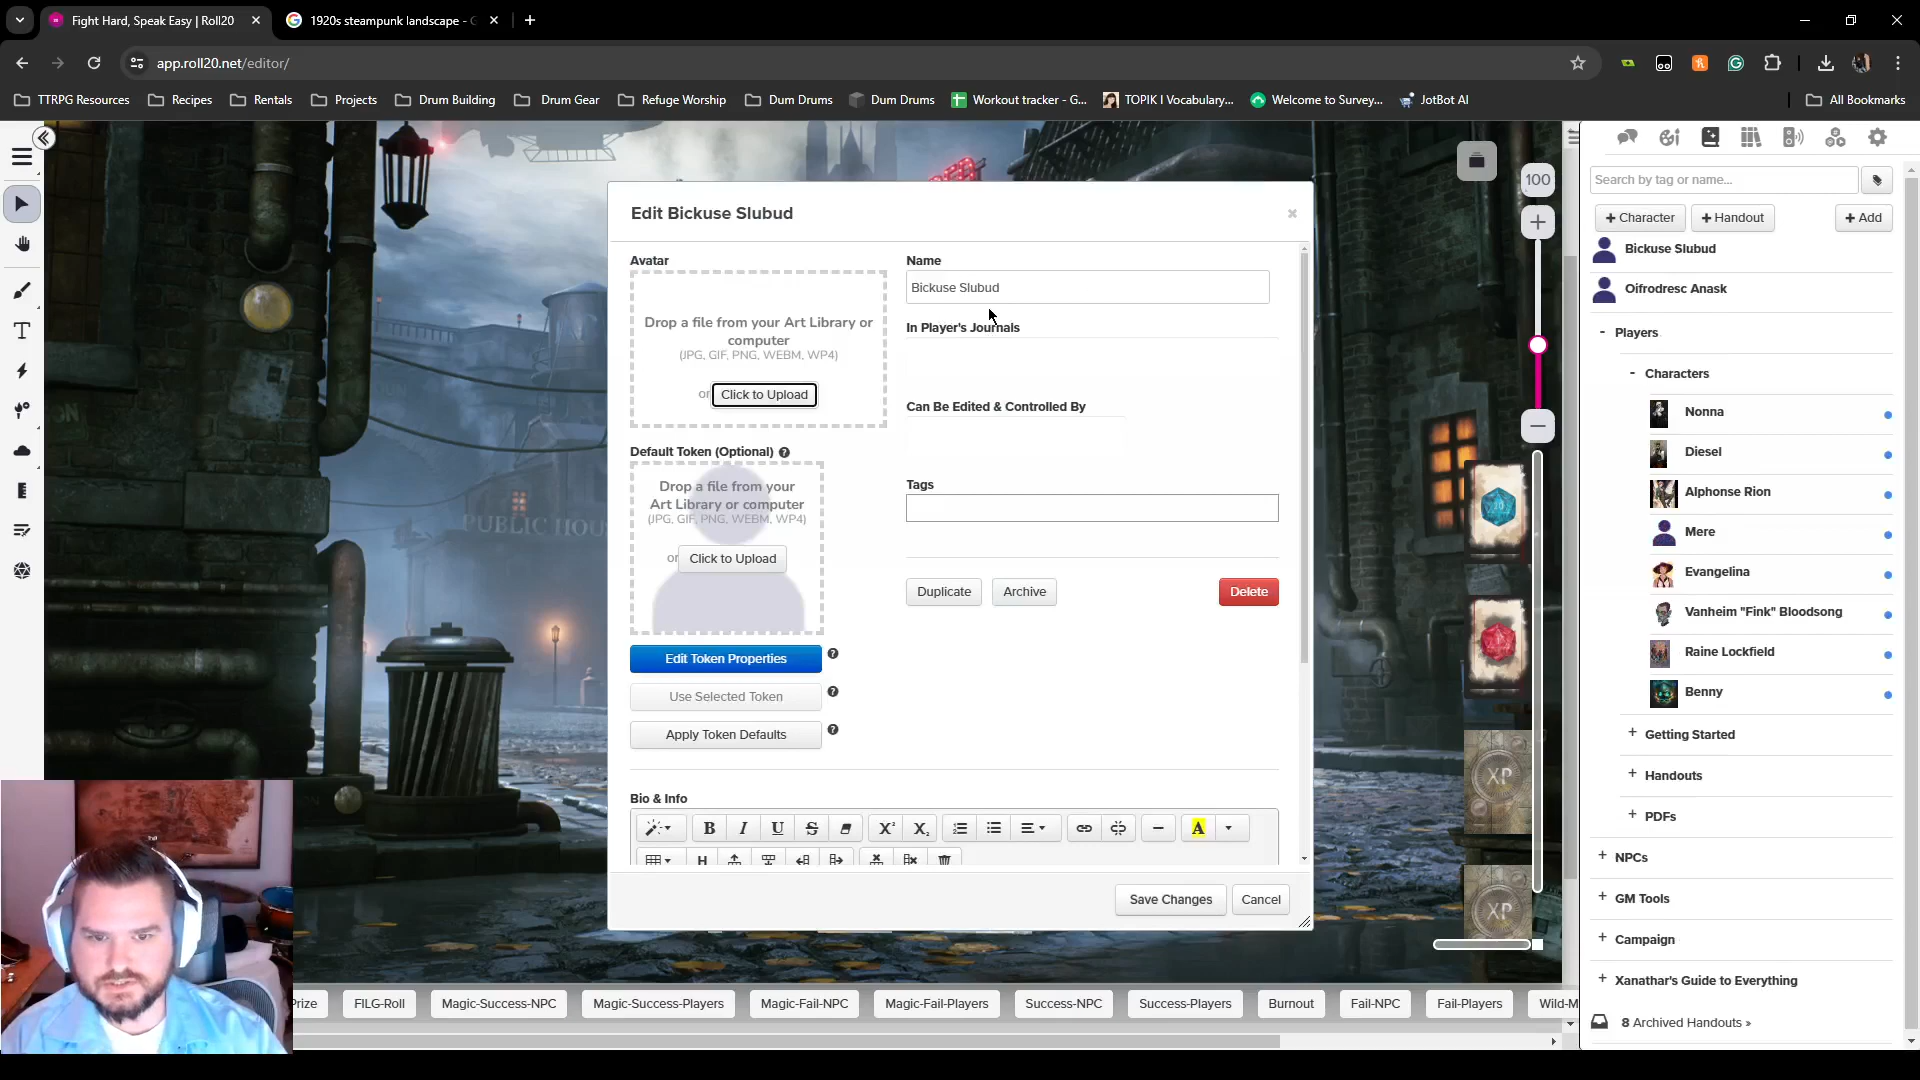 Fight Hard, Speak Easy | Roll20
1920s steampunk landscape -
app.roll20.net/editor/
TTRPG Resources
Recipes
Rentals
Projects
Drum Building
Drum Gear
Refuge Worship
Dum Drums
Dum Drums
Workout tracker - G...
TOPIK I Vocabulary...
Welcome to Survey...
JotBot AI
All Bookmarks
100
Search by tag or name...
+ Character
+ Handout
+ Add
Bickuse Slubud
Oifrodresc Anask
- Players
- Characters
Nonna
Diesel
Alphonse Rion
Mere
Evangelina
Vanheim "Fink" Bloodsong
Raine Lockfield
Benny
+ Getting Started
+ Handouts
+ PDFs
+ NPCs
+ GM Tools
+ Campaign
+ Xanathar's Guide to Everything
8 Archived Handouts »
Edit Bickuse Slubud
×
Avatar
Drop a file from your Art Library or
computer
(JPG, GIF, PNG, WEBM, WP4)
or Click to Upload
Default Token (Optional)
Drop a file from your
Art Library or computer
(JPG, GIF, PNG, WEBM, WP4)
or Click to Upload
Edit Token Properties
Use Selected Token
Apply Token Defaults
Name
Bickuse Slubud
In Player's Journals
Can Be Edited & Controlled By
Tags
Duplicate
Archive
Delete
Bio & Info
B I U S X² X₂ A
H
Save Changes
Cancel
PUBLIC HOU
XP
XP
rize
FILG-Roll
Magic-Success-NPC
Magic-Success-Players
Magic-Fail-NPC
Magic-Fail-Players
Success-NPC
Success-Players
Burnout
Fail-NPC
Fail-Players
Wild-M